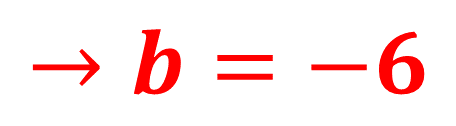 → b = −6